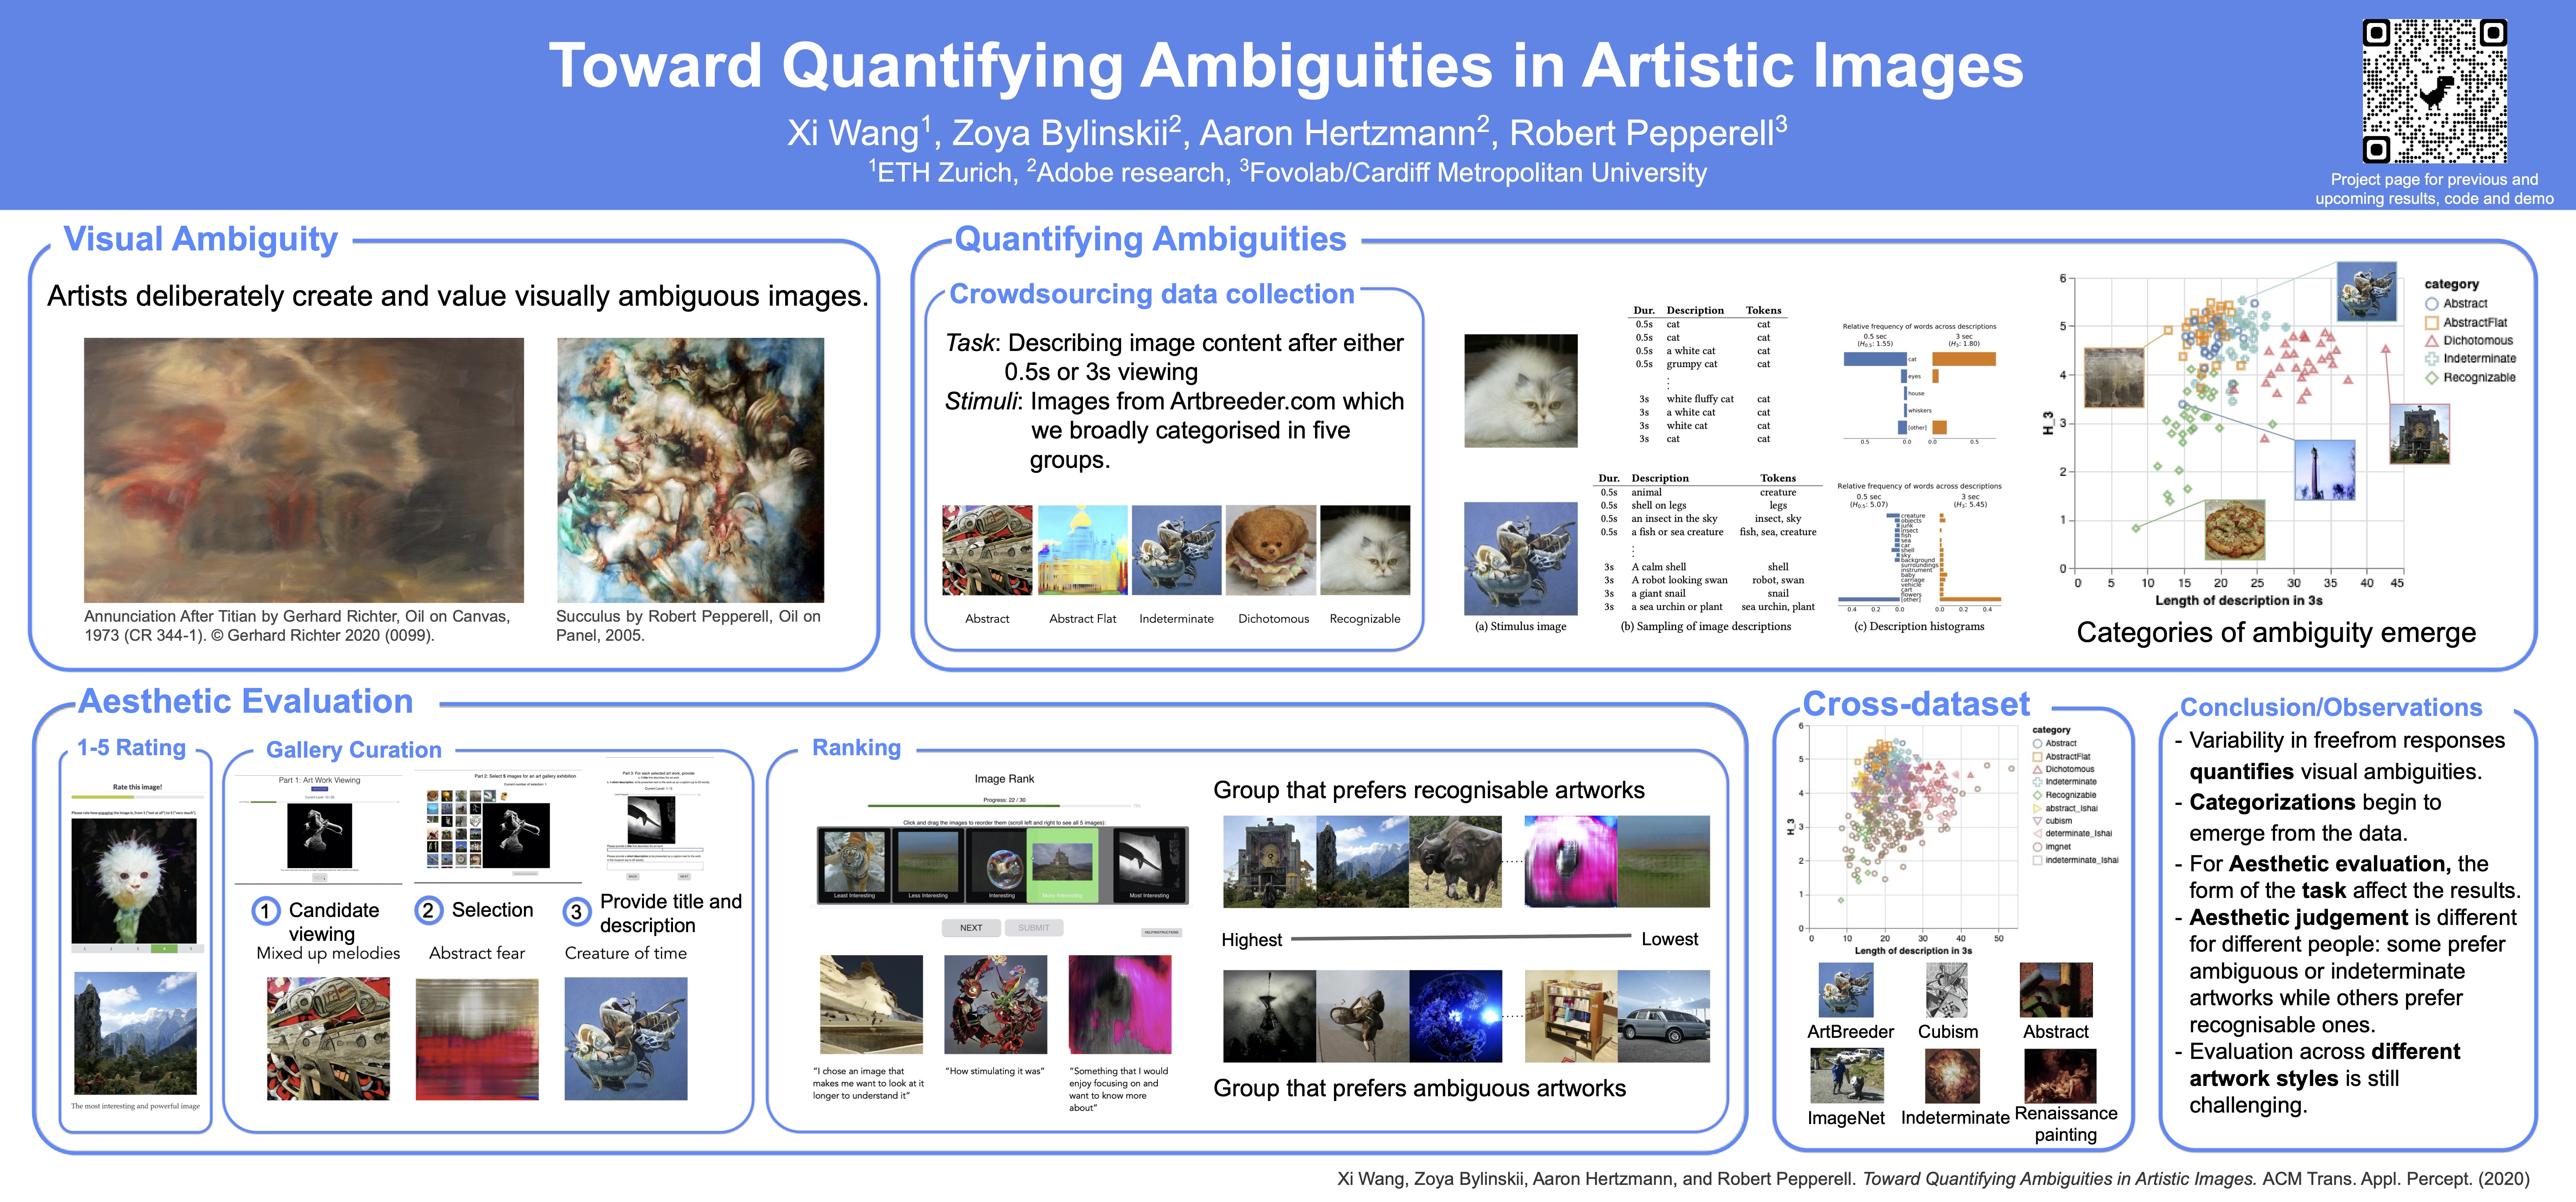 Toward Quantifying Ambiguities in Artistic Images
Xi Wang1, Zoya Bylinskii2, Aaron Hertzmann2, Robert Pepperell3
1ETH Zurich, 2Adobe research, 3Fovolab/Cardiff Metropolitan University
Project page for previous and
upcoming results, code and demo
Visual Ambiguity
Artists deliberately create and value visually ambiguous images.
Annunciation After Titian by Gerhard Richter, Oil on Canvas,
1973 (CR 344-1). © Gerhard Richter 2020 (0099).
Succulus by Robert Pepperell, Oil on
Panel, 2005.
Quantifying Ambiguities
Crowdsourcing data collection
Task: Describing image content after either
0.5s or 3s viewing
Stimuli: Images from Artbreeder.com which
we broadly categorised in five
groups.
Abstract Abstract Flat Indeterminate Dichotomous Recognizable
Dur. Description Tokens
0.5s cat cat
0.5s cat cat
0.5s a white cat cat
0.5s grumpy cat cat
⋮
3s white fluffy cat cat
3s a white cat cat
3s white cat cat
3s cat cat
Relative frequency of words across descriptions
0.5 sec 3 sec
(H0.5: 1.55) (H3: 1.80)
cat
eyes
house
whiskers
[other]
0.5 0.0 0.0 0.5
Dur. Description Tokens
0.5s animal creature
0.5s shell on legs legs
0.5s an insect in the sky insect, sky
0.5s a fish or sea creature fish, sea, creature
⋮
3s A calm shell shell
3s A robot looking swan robot, swan
3s a giant snail snail
3s a sea urchin or plant sea urchin, plant
Relative frequency of words across descriptions
0.5 sec 3 sec
(H0.5: 5.07) (H3: 5.45)
creature
objects
junk
insect
fish
sea
car
shell
sky
background
surroundings
instrument
baby
carriage
vehicle
cart
flowers
[other]
0.4 0.2 0.0 0.0 0.2 0.4
(a) Stimulus image (b) Sampling of image descriptions (c) Description histograms
6
5
4
3
2
1
0
H_3
0 5 10 15 20 25 30 35 40 45
Length of description in 3s
category
Abstract
AbstractFlat
Dichotomous
Indeterminate
Recognizable
Categories of ambiguity emerge
Aesthetic Evaluation
1-5 Rating
Rate this image!
The most interesting and powerful image
Gallery Curation
Part 1: Art Work Viewing
Part 2: Select 5 images for an art gallery exhibition
Part 3: For each selected art work, provide
1 Candidate
viewing
2 Selection
3 Provide title and
description
Mixed up melodies Abstract fear Creature of time
Ranking
Image Rank
Progress: 22 / 30
Click and drag the images to reorder them (scroll left and right to see all 5 images):
Least Interesting Less Interesting Interesting More Interesting Most Interesting
NEXT SUBMIT
"I chose an image that
makes me want to look at it
longer to understand it"
"How stimulating it was"
"Something that I would
enjoy focusing on and
want to know more
about"
Group that prefers recognisable artworks
Highest Lowest
Group that prefers ambiguous artworks
Cross-dataset
6
5
4
3
2
1
0
H_3
0 10 20 30 40 50
Length of description in 3s
category
Abstract
AbstractFlat
Dichotomous
Indeterminate
Recognizable
abstract_Ishai
cubism
determinate_Ishai
imgnet
indeterminate_Ishai
ArtBreeder Cubism Abstract
ImageNet Indeterminate Renaissance
painting
Conclusion/Observations
- Variability in freefrom responses
quantifies visual ambiguities.
- Categorizations begin to
emerge from the data.
- For Aesthetic evaluation, the
form of the task affect the results.
- Aesthetic judgement is different
for different people: some prefer
ambiguous or indeterminate
artworks while others prefer
recognisable ones.
- Evaluation across different
artwork styles is still
challenging.
Xi Wang, Zoya Bylinskii, Aaron Hertzmann, and Robert Pepperell. Toward Quantifying Ambiguities in Artistic Images. ACM Trans. Appl. Percept. (2020)